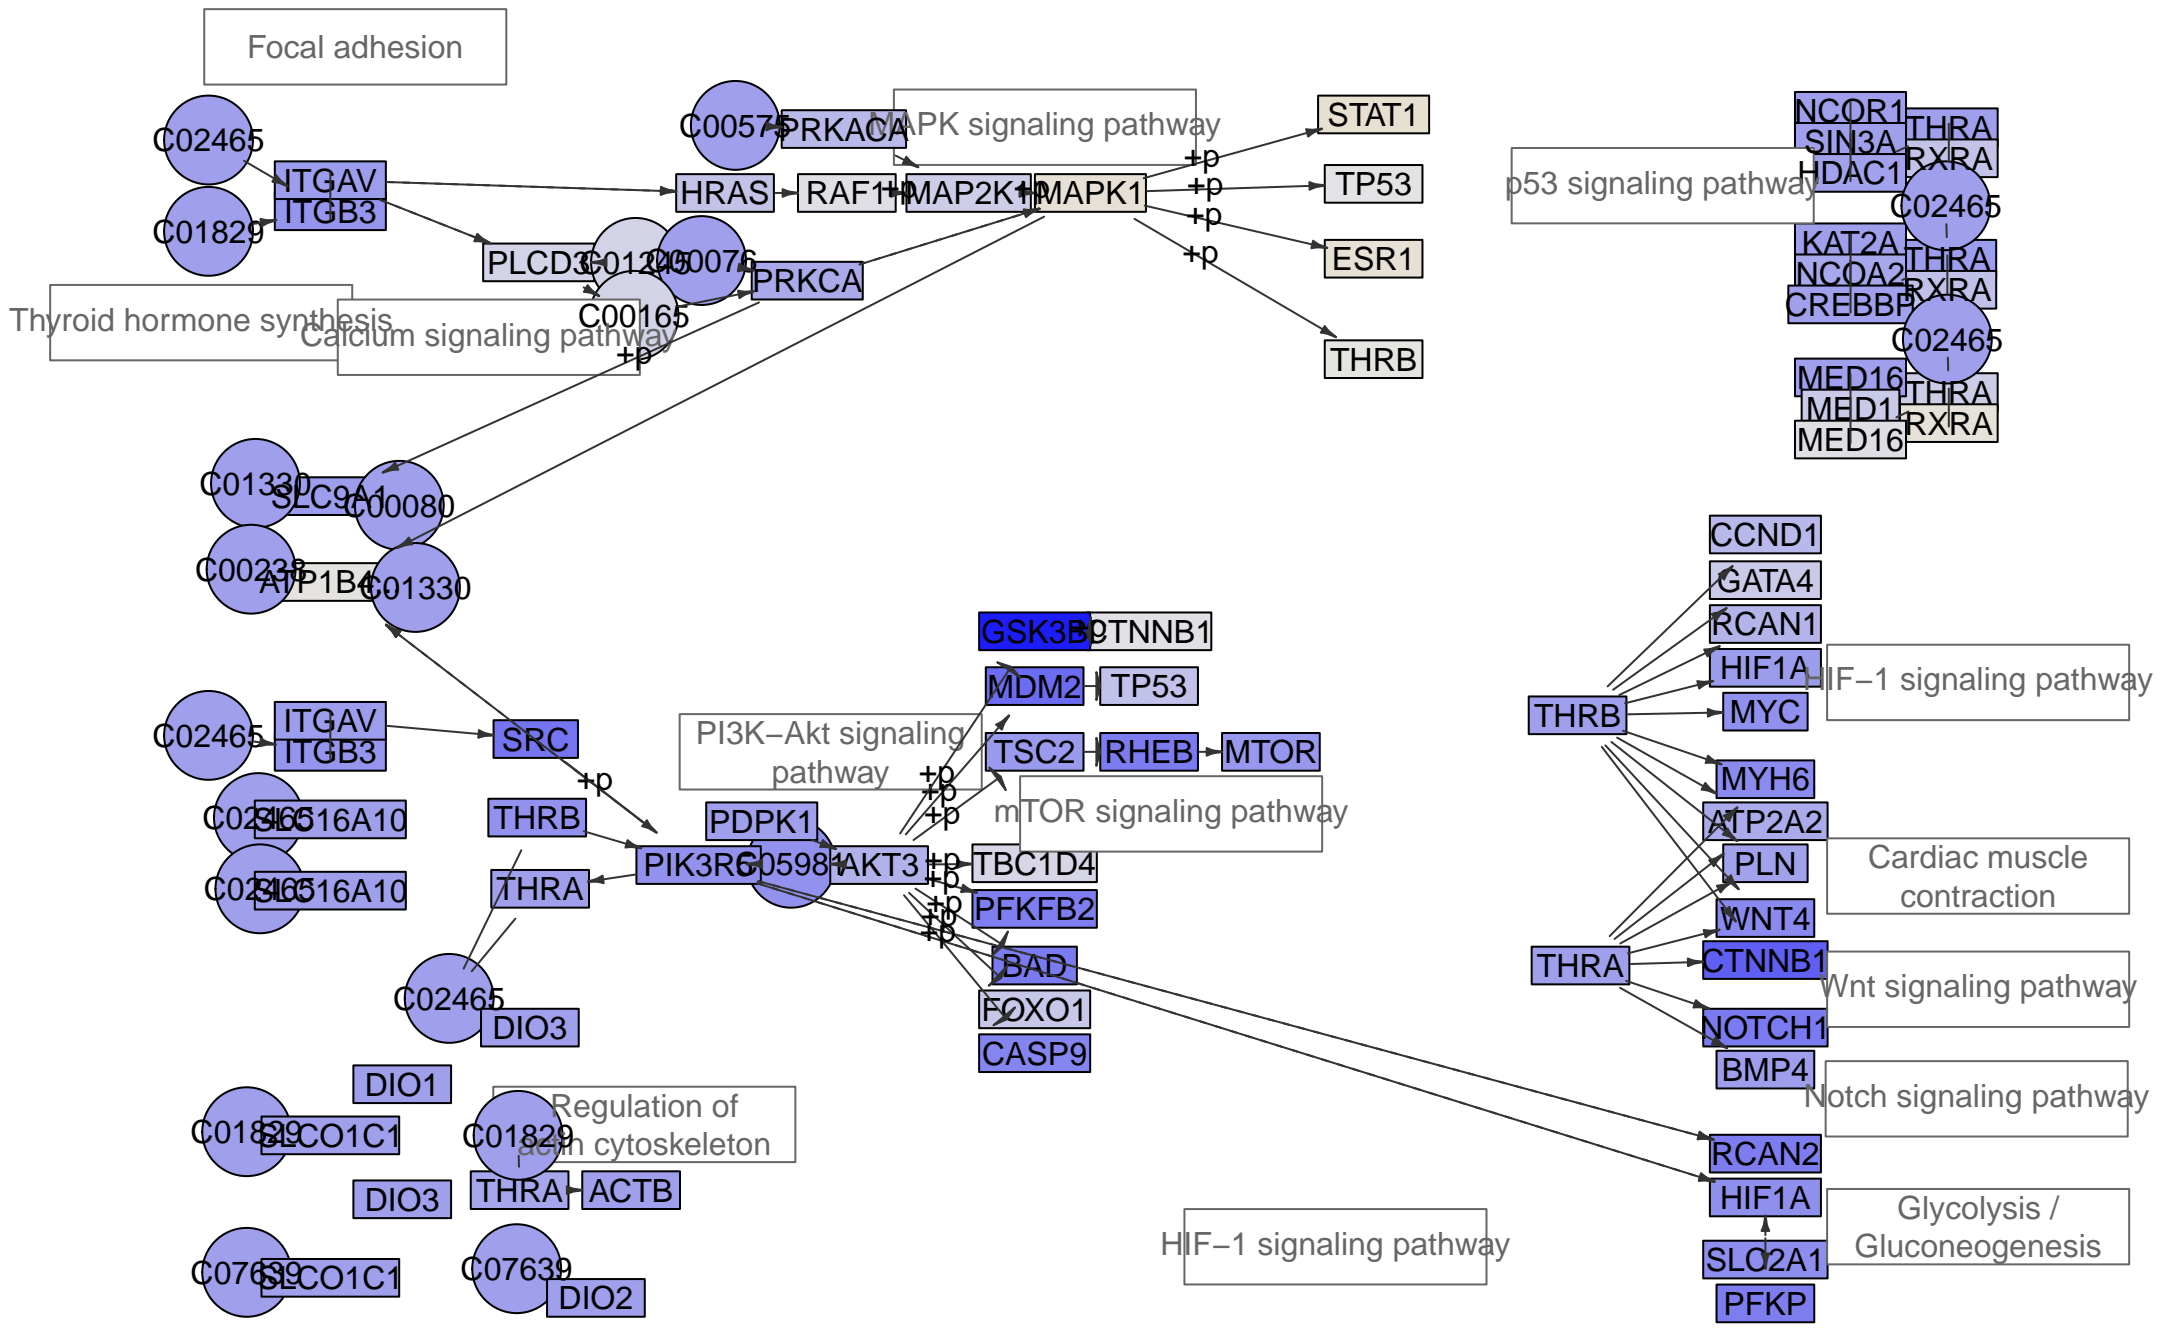 Focal adhesion
C02465
C01829
ITGAV
ITGB3
C00575
PRKACA
MAPK signaling pathway
HRAS
RAF1
+p
MAP2K1
+p
MAPK1
+p
+p
+p
+p
STAT1
TP53
ESR1
THRB
PLCD3
C01245
C00076
C00165
PRKCA
Thyroid hormone synthesis
Calcium signaling pathway
+p
p53 signaling pathway
NCOR1
SIN3A
HDAC1
THRA
RXRA
C02465
KAT2A
NCOA2
CREBBP
THRA
RXRA
C02465
MED16
MED1
MED16
THRA
RXRA
C01330
SLC9A1
C00080
C00238
ATP1B4...
C01330
GSK3B
+p
CTNNB1
MDM2
TP53
TSC2
RHEB
MTOR
PI3K−Akt signaling
pathway
mTOR signaling pathway
+p
+p
+p
C02465
ITGAV
ITGB3
SRC
+p
C02465
SLC16A10
C02465
SLC16A10
THRB
THRA
PDPK1
PIK3R6
C05981
AKT3
+p
+p
+p
+p
+p
TBC1D4
PFKFB2
BAD
FOXO1
CASP9
C02465
DIO3
DIO1
C01829
SLCO1C1
DIO3
C07639
SLCO1C1
Regulation of
actin cytoskeleton
C01829
THRA
ACTB
C07639
DIO2
CCND1
GATA4
RCAN1
HIF1A
MYC
HIF−1 signaling pathway
THRB
MYH6
ATP2A2
PLN
WNT4
Cardiac muscle
contraction
THRA
CTNNB1
NOTCH1
BMP4
Wnt signaling pathway
Notch signaling pathway
RCAN2
HIF1A
SLC2A1
PFKP
Glycolysis /
Gluconeogenesis
HIF−1 signaling pathway